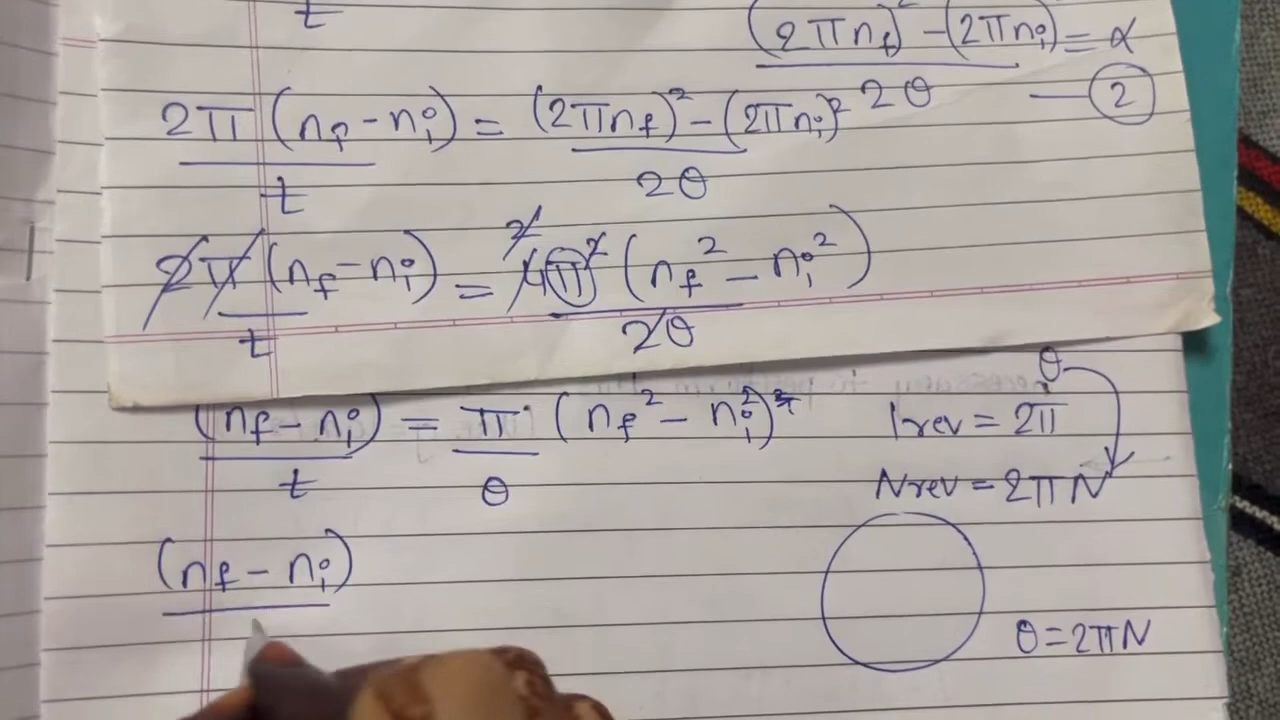 t
(2πn_f)² - (2πn_i) = α
2θ — ②
2π (n_f - n_i) / t = (2πn_f)² - (2πn_i)² / 2θ
2π (n_f - n_i) / t = 2 4π² (n_f² - n_i²) / 2θ
(n_f - n_i) / t = π / θ (n_f² - n_i²)
θ
1rev = 2π
Nrev = 2πN
(n_f - n_i)
θ = 2πN